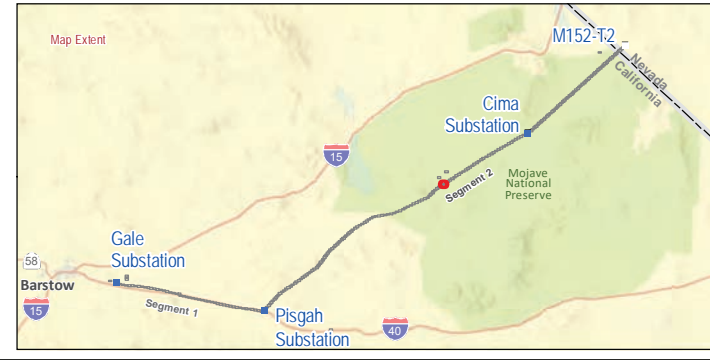 Map Extent
M152-T2
Nevada
California
Cima
Substation
15
Mojave
National
Preserve
Segment 2
Gale
Substation
58
Barstow
Segment 1
15
Pisgah
Substation
40